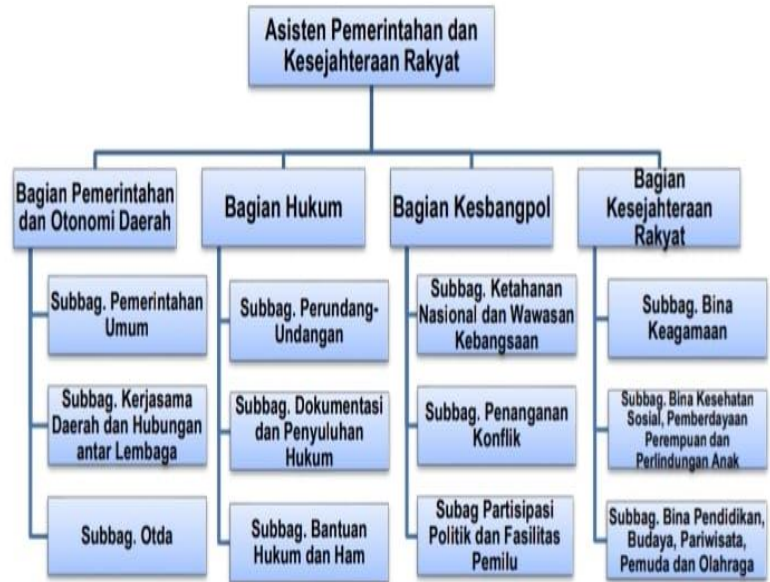 Asisten Pemerintahan dan
Kesejahteraan Rakyat
Bagian Pemerintahan
dan Otonomi Daerah
Subbag. Pemerintahan
Umum
Subbag. Kerjasama
Daerah dan Hubungan
antar Lembaga
Subbag. Otda
Bagian Hukum
Subbag. Perundang-
Undangan
Subbag. Dokumentasi
dan Penyuluhan
Hukum
Subbag. Bantuan
Hukum dan Ham
Bagian Kesbangpol
Subbag. Ketahanan
Nasional dan Wawasan
Kebangsaan
Subbag. Penanganan
Konflik
Subag Partisipasi
Politik dan Fasilitas
Pemilu
Bagian
Kesejahteraan
Rakyat
Subbag. Bina
Keagamaan
Subbag. Bina Kesehatan
Sosial, Pemberdayaan
Perempuan dan
Perlindungan Anak
Subbag. Bina Pendidikan,
Budaya, Pariwisata,
Pemuda dan Olahraga